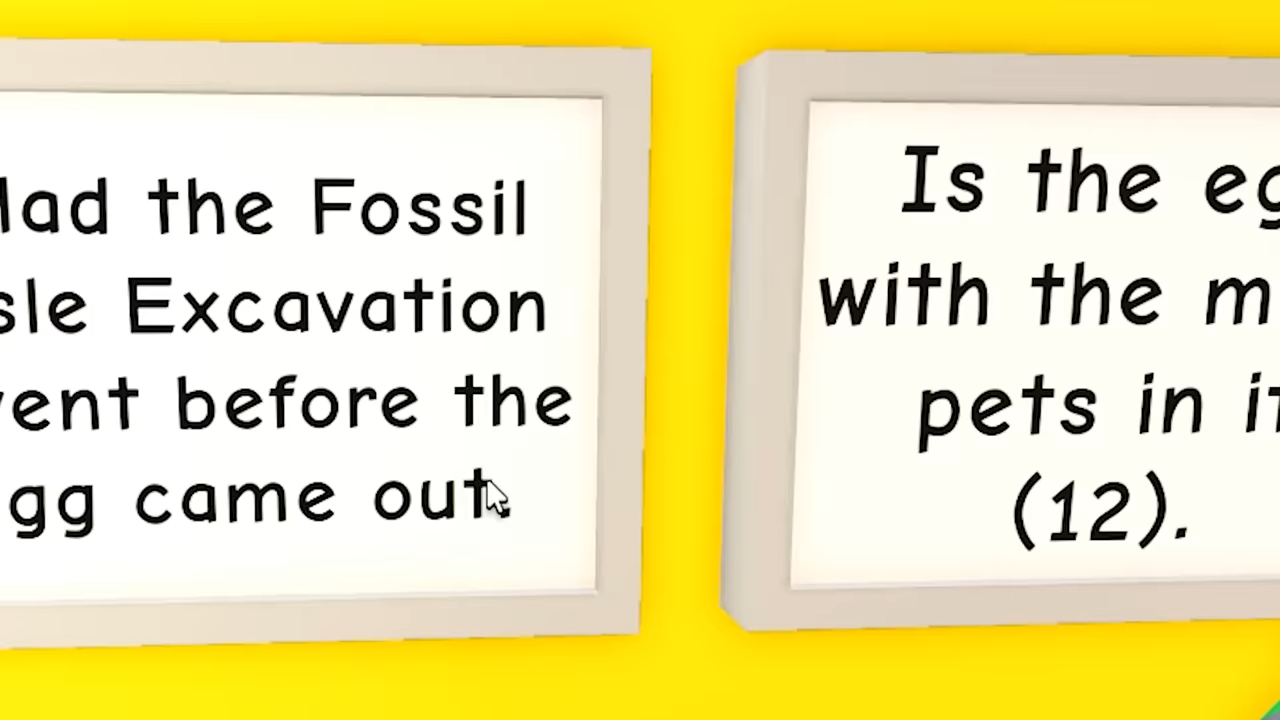 the Fossil
Excavation
before the
came out.
Is the
with the
pets in
(12).